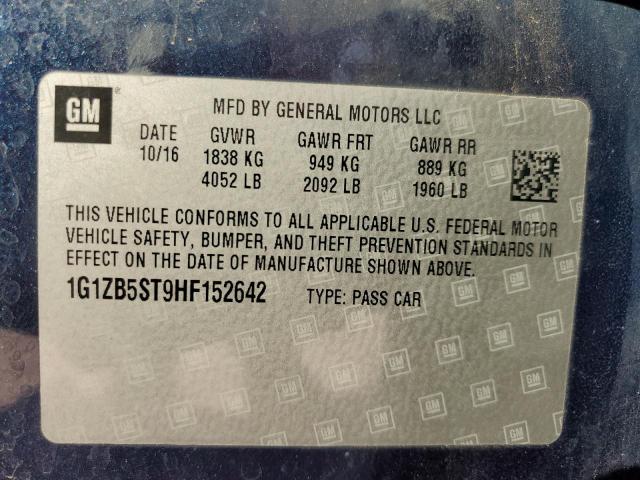 GM
MFD BY GENERAL MOTORS LLC
DATE GVWR GAWR FRT GAWR RR
10/16 1838 KG 949 KG 889 KG
4052 LB 2092 LB 1960 LB
THIS VEHICLE CONFORMS TO ALL APPLICABLE U.S. FEDERAL MOTOR
VEHICLE SAFETY, BUMPER, AND THEFT PREVENTION STANDARDS IN
EFFECT ON THE DATE OF MANUFACTURE SHOWN ABOVE.
1G1ZB5ST9HF152642 TYPE: PASS CAR